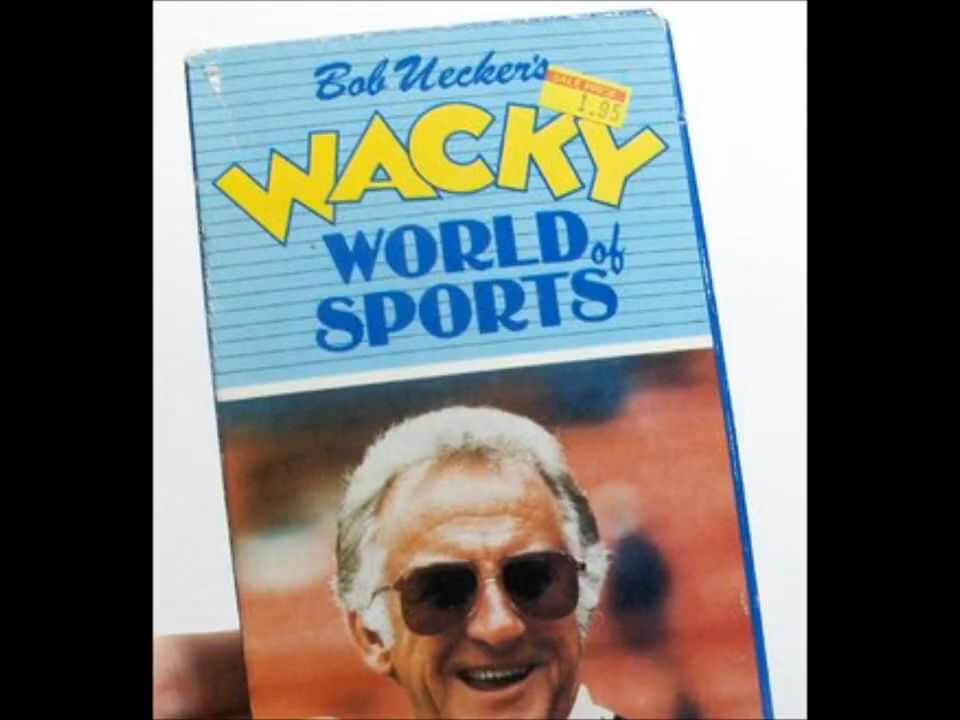 Bob Uecker's
SALE PRICE
1.95
WACKY
WORLD of
SPORTS